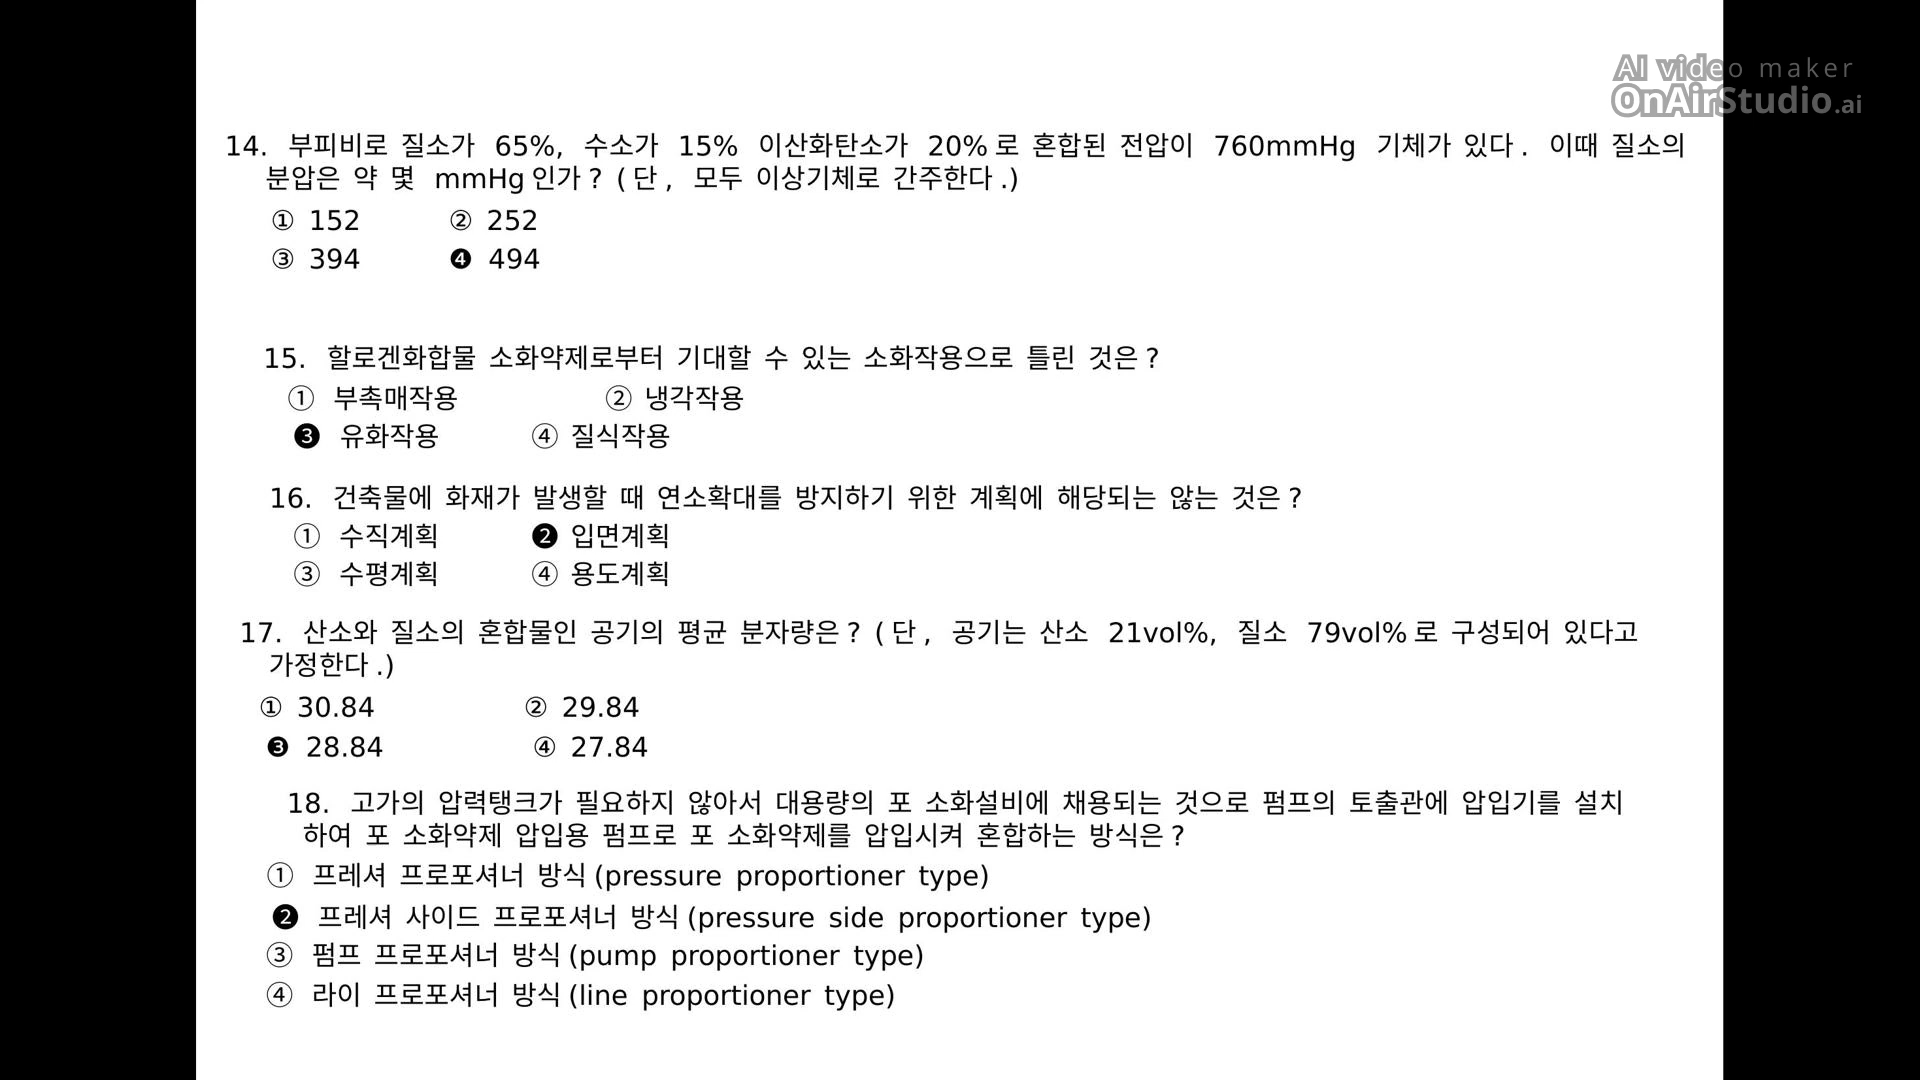 AI video maker
OnAirStudio.ai
14. 부피비로 질소가 65%, 수소가 15% 이산화탄소가 20%로 혼합된 전압이 760mmHg 기체가 있다. 이때 질소의
분압은 약 몇 mmHg인가? (단, 모두 이상기체로 간주한다.)
① 152 ② 252
③ 394 ❹ 494
15. 할로겐화합물 소화약제로부터 기대할 수 있는 소화작용으로 틀린 것은?
① 부촉매작용 ② 냉각작용
❸ 유화작용 ④ 질식작용
16. 건축물에 화재가 발생할 때 연소확대를 방지하기 위한 계획에 해당되는 않는 것은?
① 수직계획 ❷ 입면계획
③ 수평계획 ④ 용도계획
17. 산소와 질소의 혼합물인 공기의 평균 분자량은? (단, 공기는 산소 21vol%, 질소 79vol%로 구성되어 있다고
가정한다.)
① 30.84 ② 29.84
❸ 28.84 ④ 27.84
18. 고가의 압력탱크가 필요하지 않아서 대용량의 포 소화설비에 채용되는 것으로 펌프의 토출관에 압입기를 설치
하여 포 소화약제 압입용 펌프로 포 소화약제를 압입시켜 혼합하는 방식은?
① 프레셔 프로포셔너 방식(pressure proportioner type)
❷ 프레셔 사이드 프로포셔너 방식(pressure side proportioner type)
③ 펌프 프로포셔너 방식(pump proportioner type)
④ 라이 프로포셔너 방식(line proportioner type)